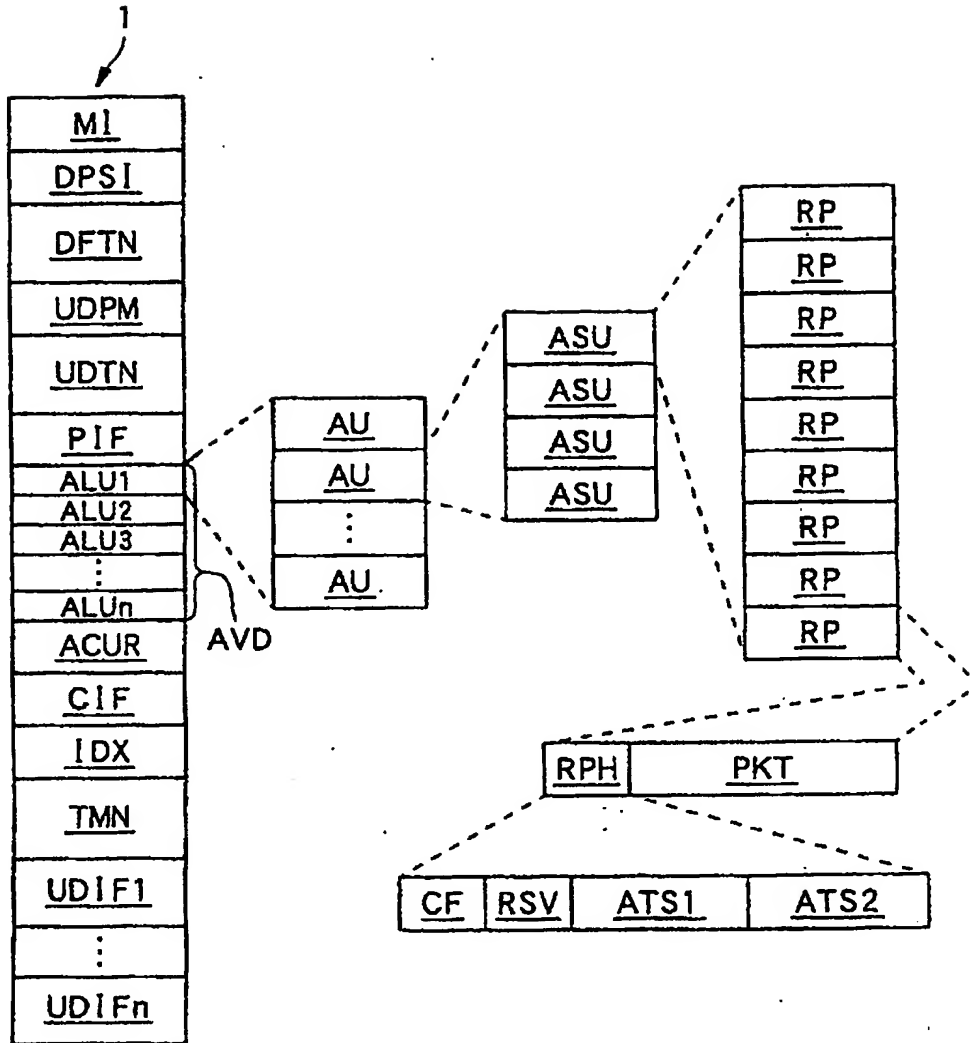 1
MI
DPSI
DFTN
UDPM
UDTN
PIF
ALU1
ALU2
ALU3
⋮
ALUn
AVD
ACUR
CIF
IDX
TMN
UDIF1
⋮
UDIFn
AU
AU
⋮
AU
ASU
ASU
ASU
ASU
RP
RP
RP
RP
RP
RP
RP
RP
RP
RPH PKT
CF RSV ATS1 ATS2